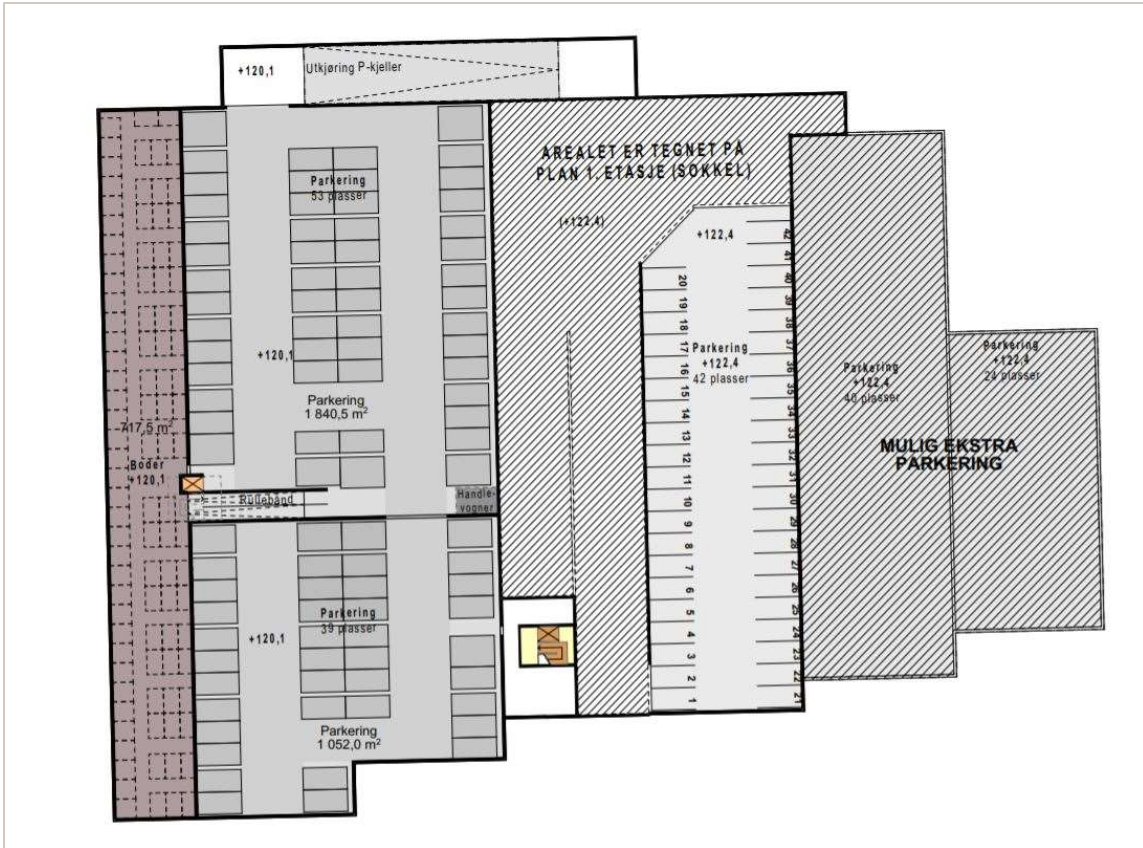 +120,1
Utkjøring P-kjeller
AREALET ER TEGNET PÅ
PLAN 1. ETASJE (SOKKEL)
(+122,4)
Parkering
53 plasser
+120,1
Parkering
1 840,5 m²
717,5 m²
Boder
+120,1
Rullebånd
Handle-
vogner
Parkering
39 plasser
+120,1
Parkering
1 052,0 m²
+122,4
Parkering
+122,4
42 plasser
20
19
18
17
16
15
14
13
12
11
10
9
8
7
6
5
4
3
2
1
42
41
40
39
38
37
36
35
34
33
32
31
30
29
28
27
26
25
24
23
22
21
Parkering
+122,4
40 plasser
Parkering
+122,4
24 plasser
MULIG EKSTRA
PARKERING